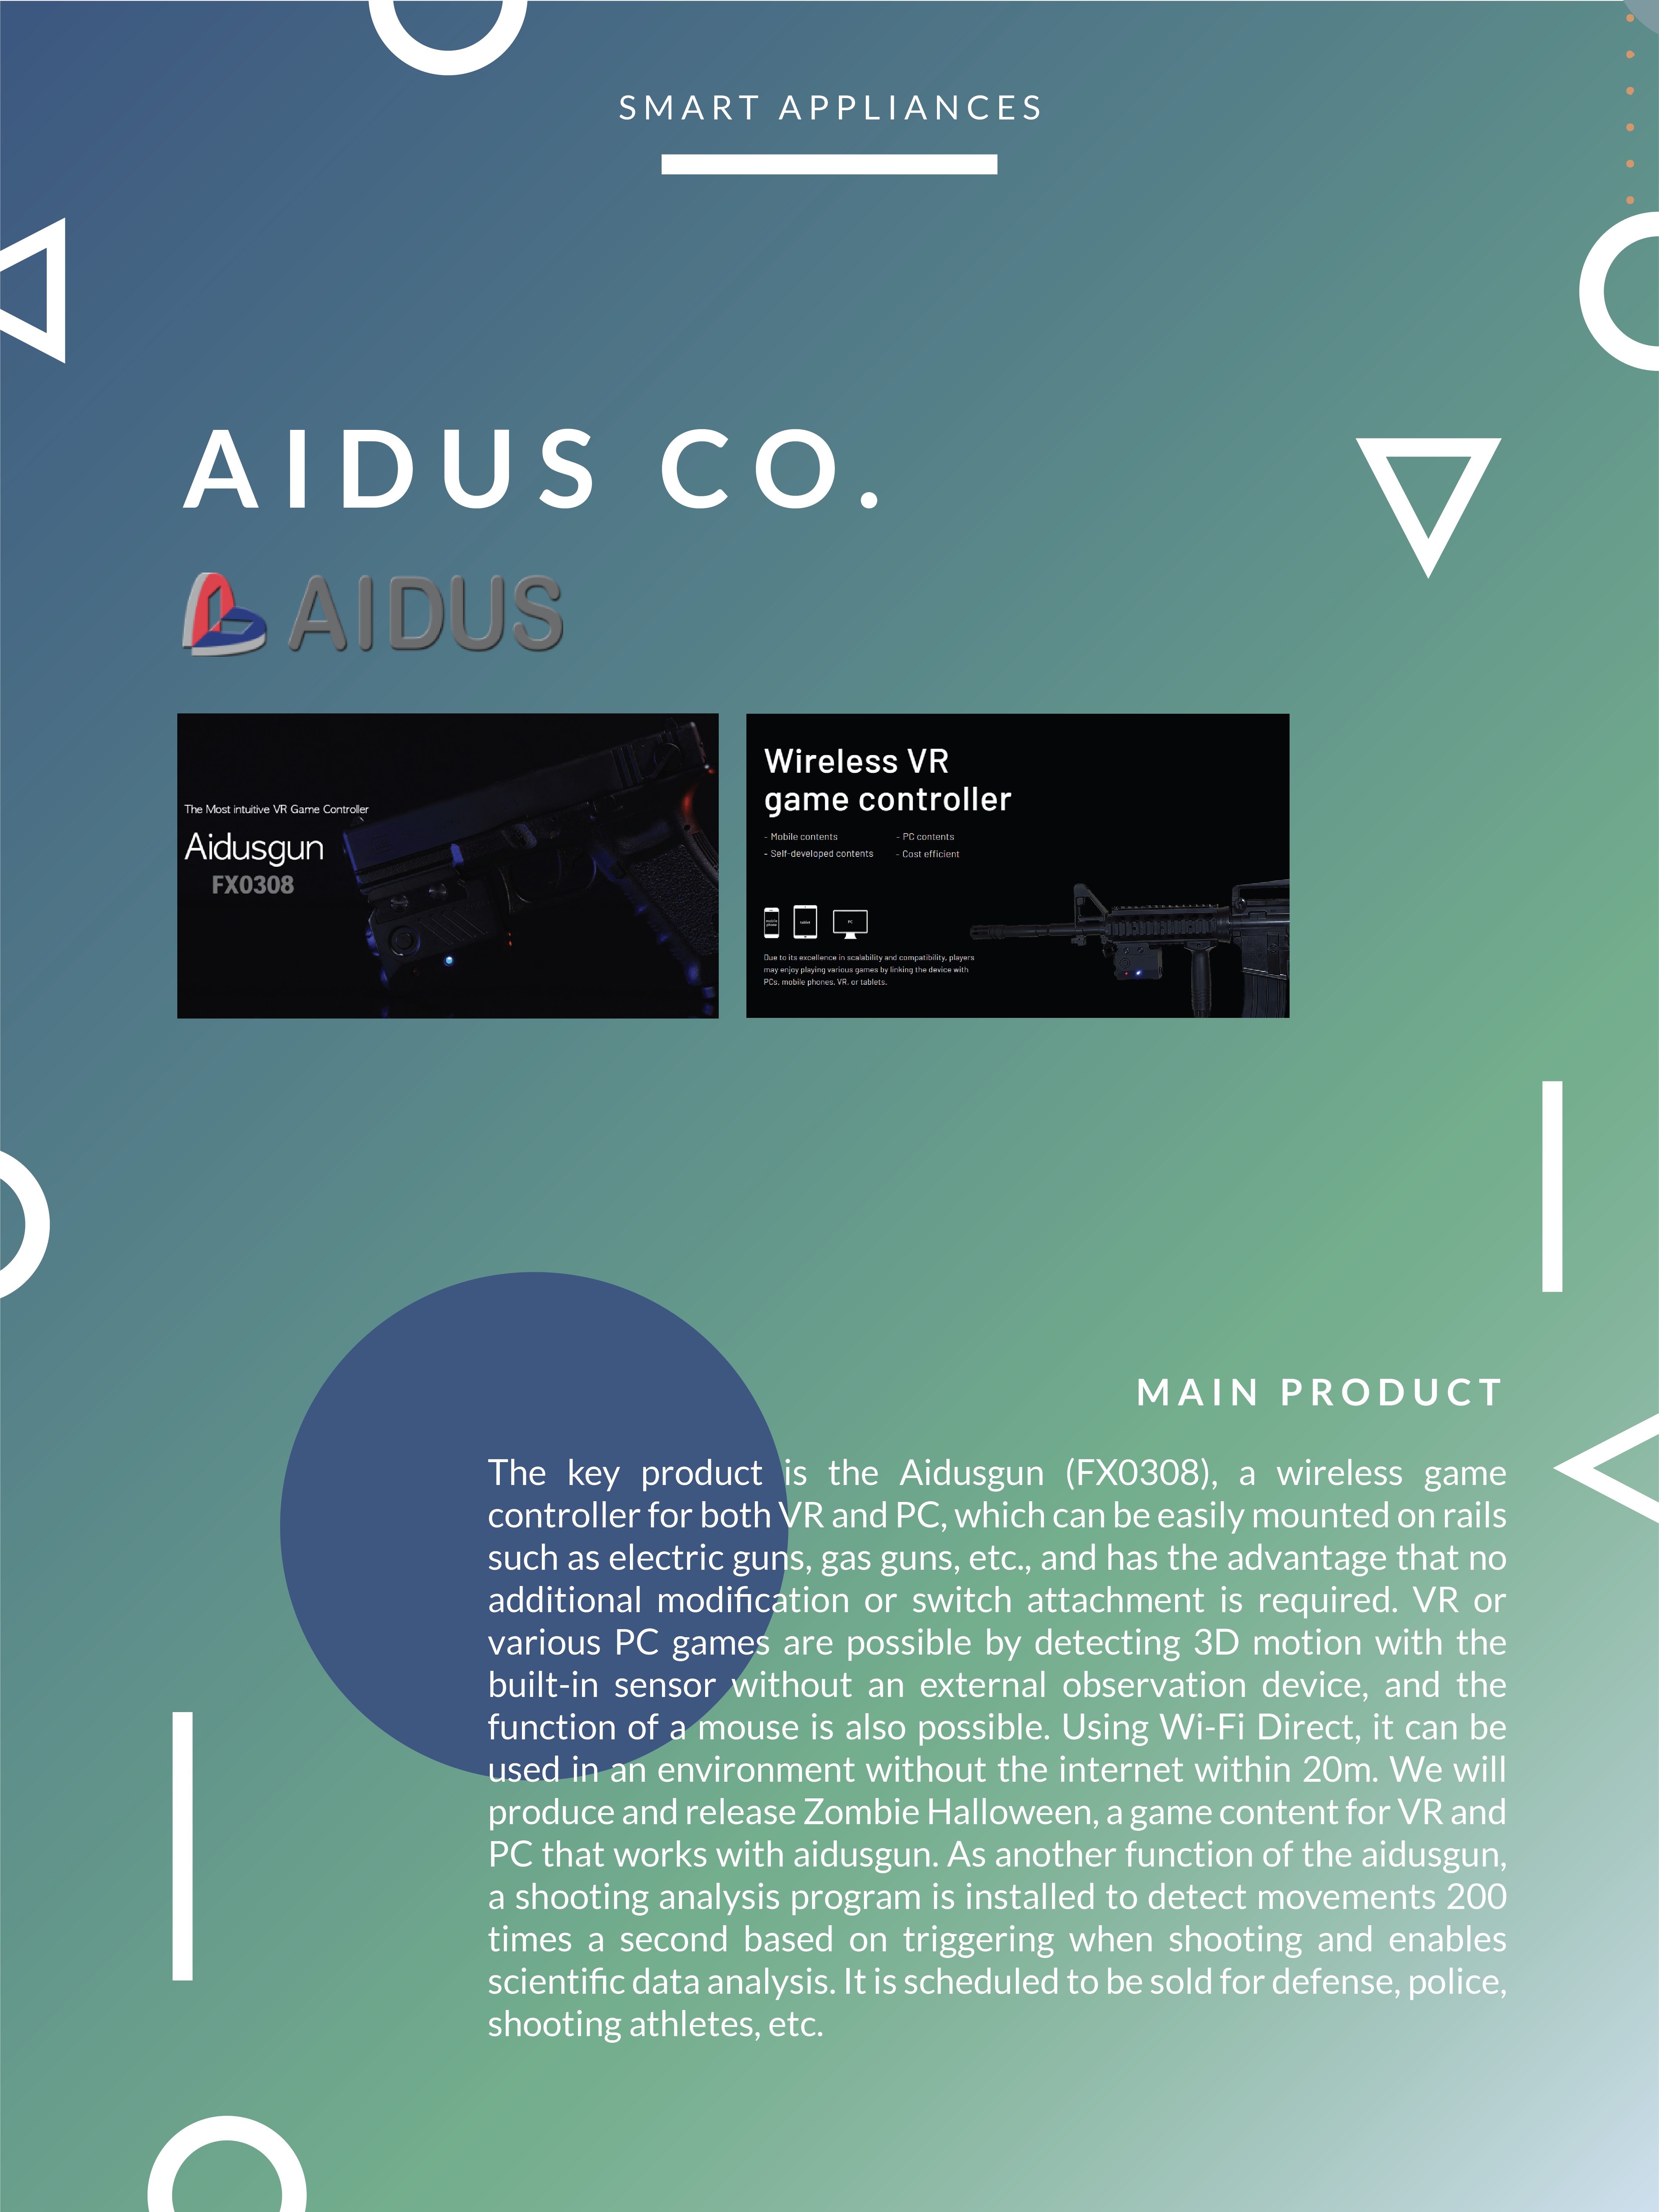 SMART APPLIANCES
AIDUS CO.
AIDUS
The Most intuitive VR Game Controller
Aidusgun
FX0308
Wireless VR
game controller
- Mobile contents
- PC contents
- Self-developed contents
- Cost efficient
mobile phone
tablet
PC
Due to its excellence in scalability and compatibility, players
may enjoy playing various games by linking the device with
PCs, mobile phones, VR, or tablets.
MAIN PRODUCT
The key product is the Aidusgun (FX0308), a wireless game
controller for both VR and PC, which can be easily mounted on rails
such as electric guns, gas guns, etc., and has the advantage that no
additional modification or switch attachment is required. VR or
various PC games are possible by detecting 3D motion with the
built-in sensor without an external observation device, and the
function of a mouse is also possible. Using Wi-Fi Direct, it can be
used in an environment without the internet within 20m. We will
produce and release Zombie Halloween, a game content for VR and
PC that works with aidusgun. As another function of the aidusgun,
a shooting analysis program is installed to detect movements 200
times a second based on triggering when shooting and enables
scientific data analysis. It is scheduled to be sold for defense, police,
shooting athletes, etc.